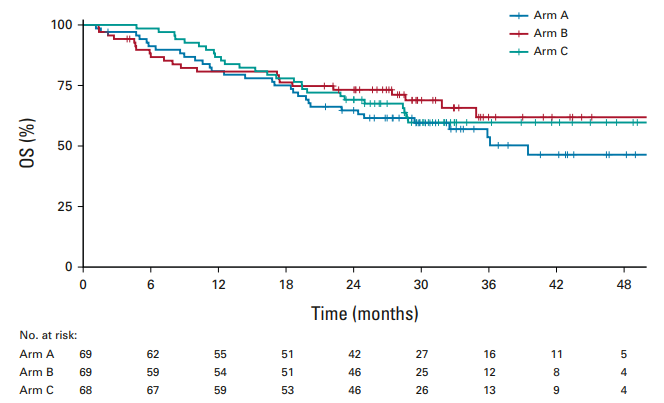 Arm A
Arm B
Arm C
100
75
50
25
0
OS (%)
0 6 12 18 24 30 36 42 48
Time (months)
No. at risk:
Arm A 69 62 55 51 42 27 16 11 5
Arm B 69 59 54 51 46 25 12 8 4
Arm C 68 67 59 53 46 26 13 9 4